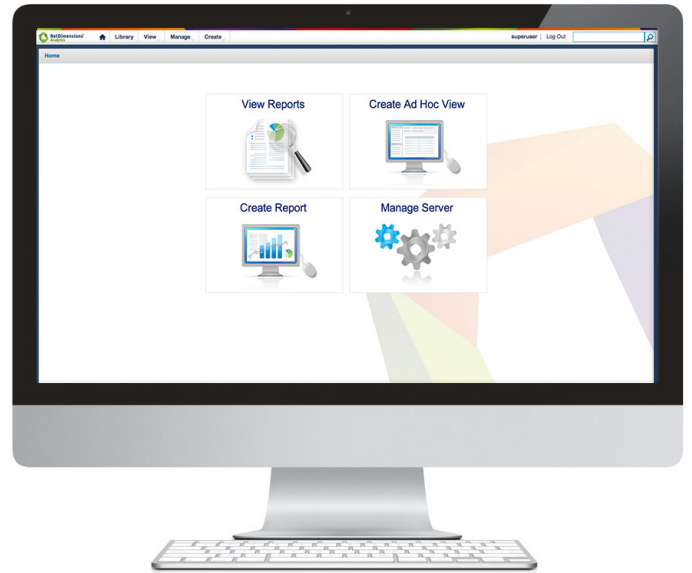 NetDimensions
Analytics
Library View Manage Create
superuser | Log Out
Home
View Reports
Create Ad Hoc View
Create Report
Manage Server